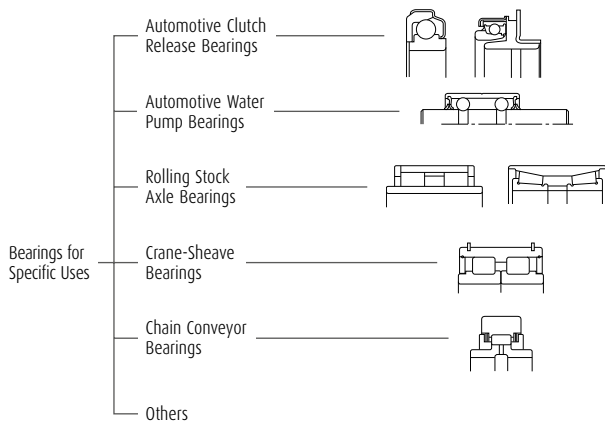 Automotive Clutch
Release Bearings
Automotive Water
Pump Bearings
Rolling Stock
Axle Bearings
Bearings for
Specific Uses
Crane-Sheave
Bearings
Chain Conveyor
Bearings
Others